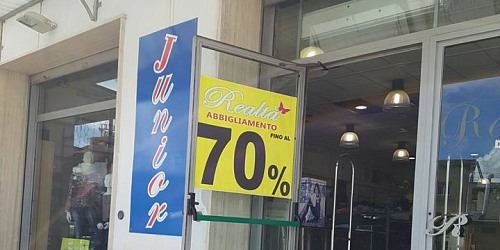 Junior
Realtà
ABBIGLIAMENTO
FINO AL
70%
R